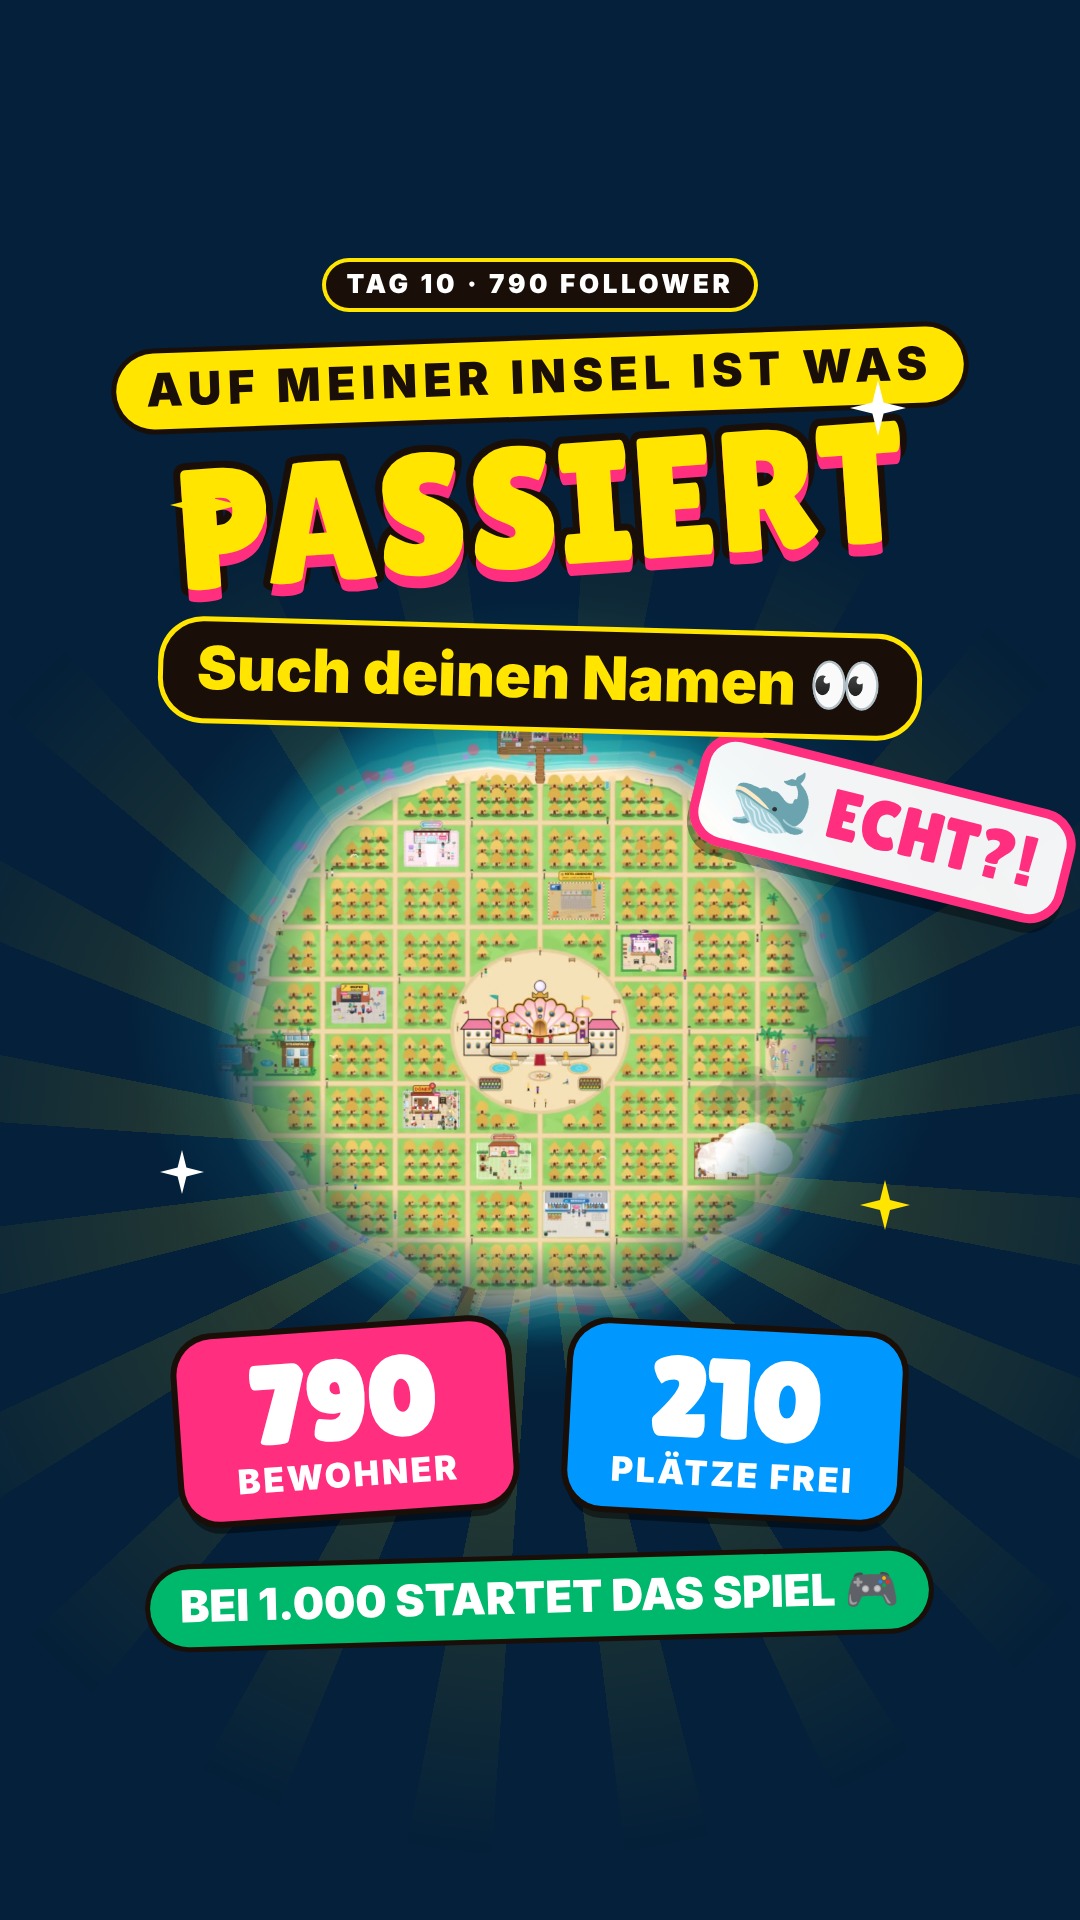 TAG 10 · 790 FOLLOWER
AUF MEINER INSEL IST WAS
PASSIERT
Such deinen Namen 👀
🐋 ECHT?!
790
BEWOHNER
210
PLÄTZE FREI
BEI 1.000 STARTET DAS SPIEL 🎮